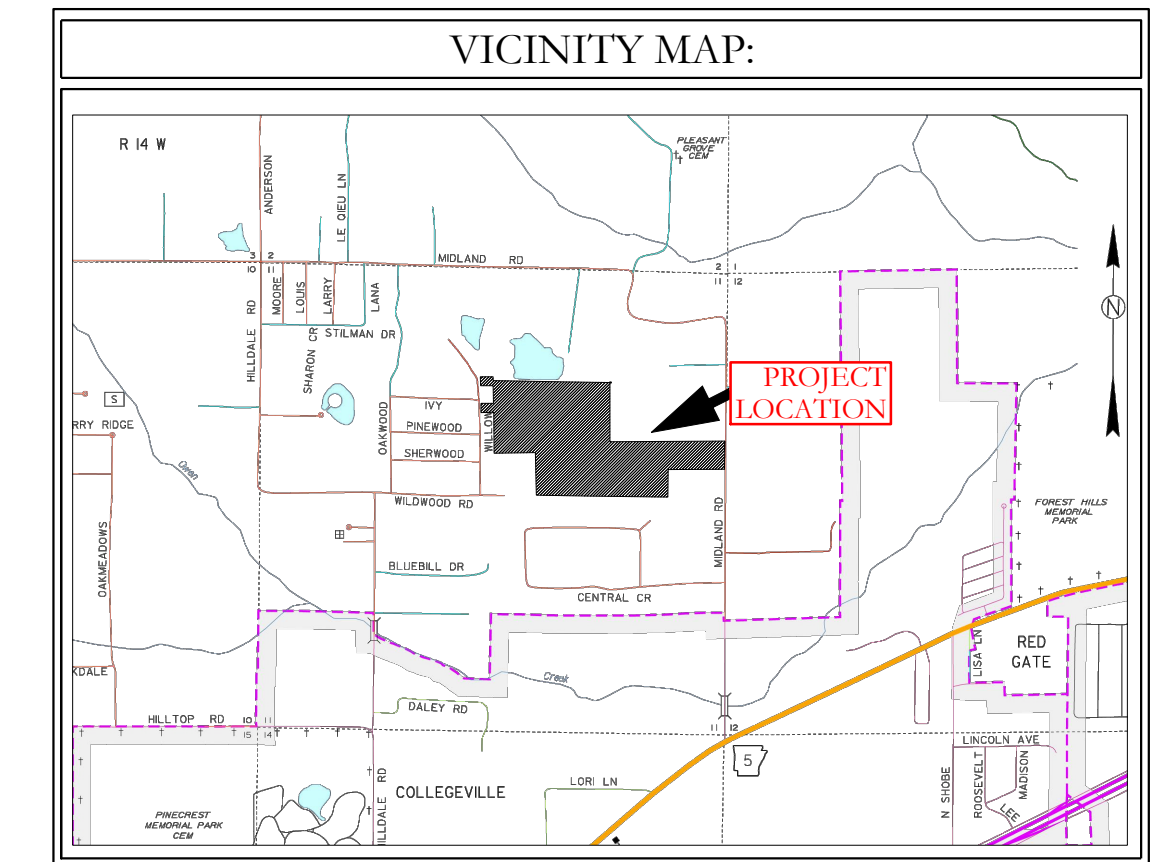 VICINITY MAP:
R 14 W
PLEASANT
GROVE
CEM
ANDERSON
LE OIEU LN
MIDLAND RD
3 2
10 11
2 1
11 12
HILLDALE RD
MOORE
LOUIS
LARRY
LANA
SHARON CR
STILMAN DR
N
PROJECT
LOCATION
S
RRY RIDGE
OAKWOOD
IVY
PINEWOOD
SHERWOOD
WILLOW
Owen
WILDWOOD RD
MIDLAND RD
FOREST HILLS
MEMORIAL
PARK
OAKMEADOWS
BLUEBILL DR
CENTRAL CR
LISA LN
RED
GATE
KDALE
Creek
DALEY RD
HILLTOP RD
10 11
15 14
11 12
5
LINCOLN AVE
N SHOBE
ROOSEVELT
MADISON
LEE
LORI LN
COLLEGEVILLE
ILLDALE RD
PINECREST
MEMORIAL PARK
CEM